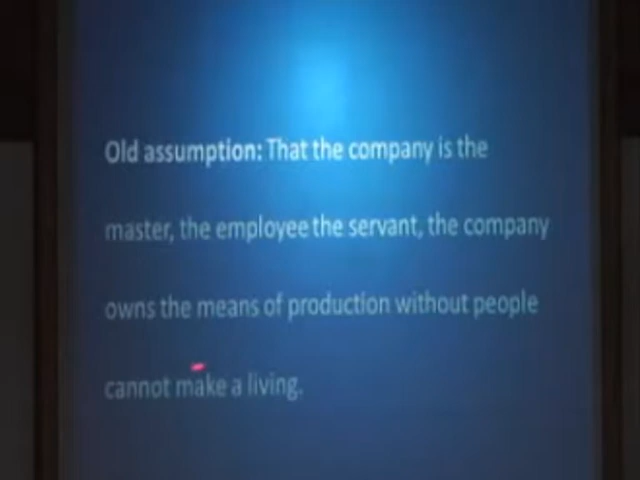 Old assumption: That the company is the
master, the employee the servant, the company
owns the means of production without people
cannot make a living.